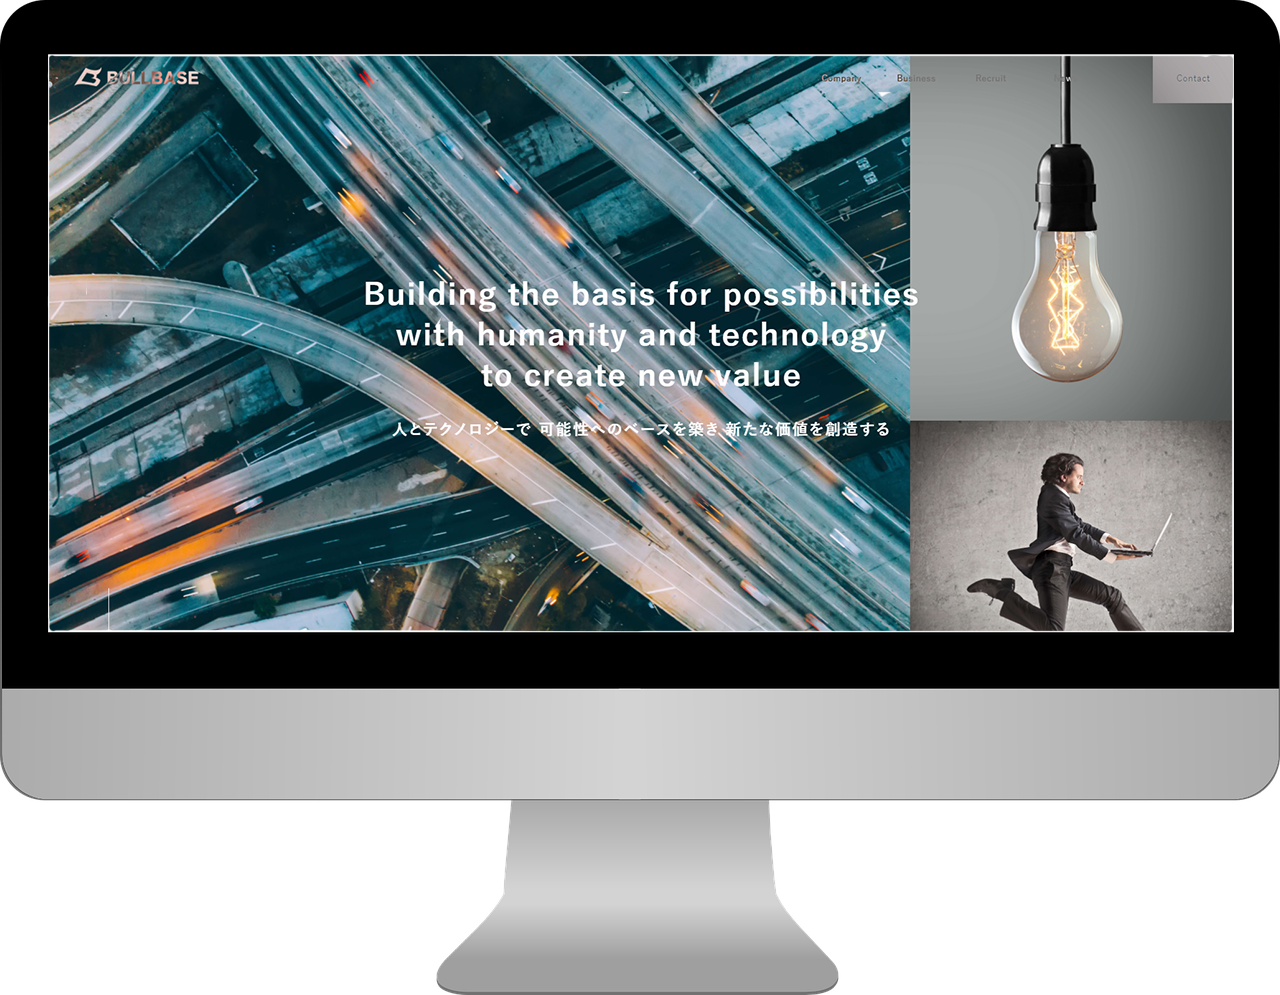 BULLBASE
Company Business Recruit News Contact
Building the basis for possibilities
with humanity and technology
to create new value
人とテクノロジーで 可能性へのベースを築き 新たな価値を創造する